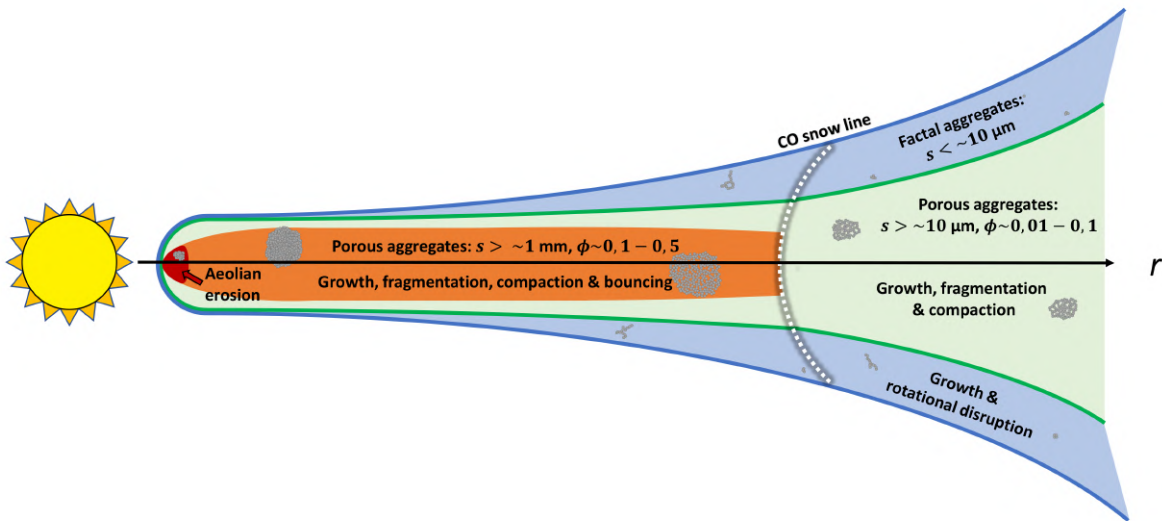 CO snow line
Factal aggregates:
s < ~10 µm
Porous aggregates:
s > ~10 µm, ϕ~0,01 − 0,1
Porous aggregates: s > ~1 mm, ϕ~0,1 − 0,5
r
Aeolian
erosion
Growth, fragmentation, compaction & bouncing
Growth, fragmentation
& compaction
Growth &
rotational disruption